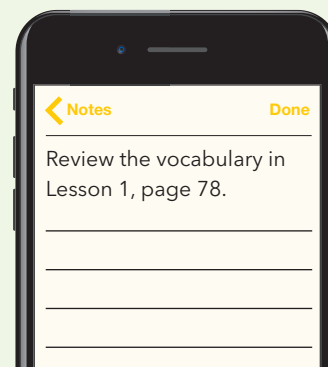 Notes Done
Review the vocabulary in
Lesson 1, page 78.